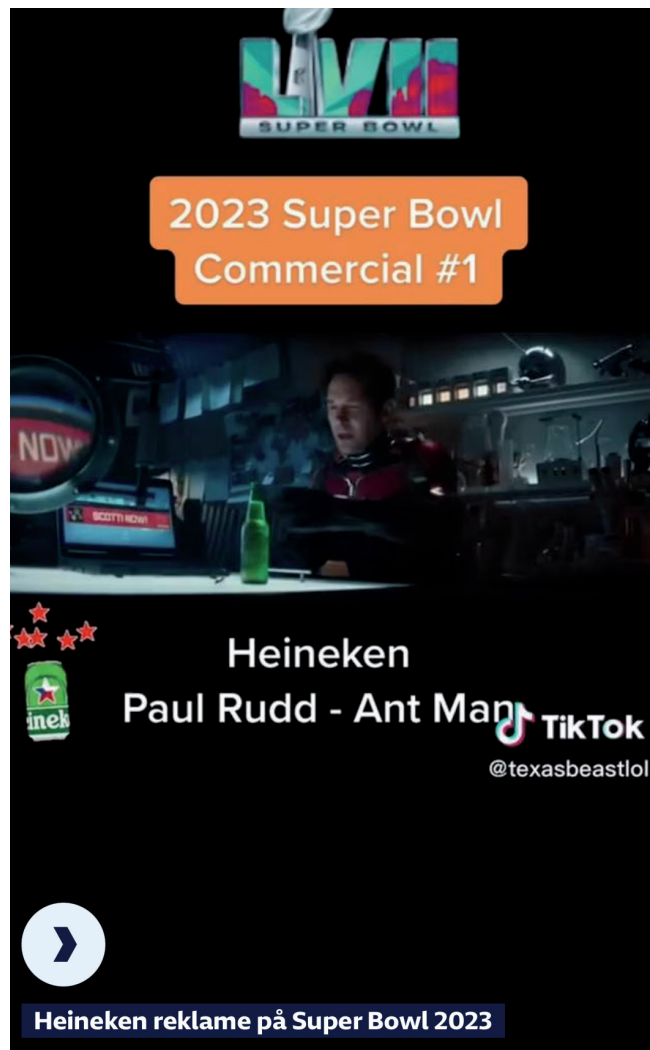 LVII
SUPER BOWL
2023 Super Bowl
Commercial #1
NOW
SCOTT! NOW!
Heineken
Paul Rudd - Ant Man
inek
TikTok
@texasbeastlol
Heineken reklame på Super Bowl 2023